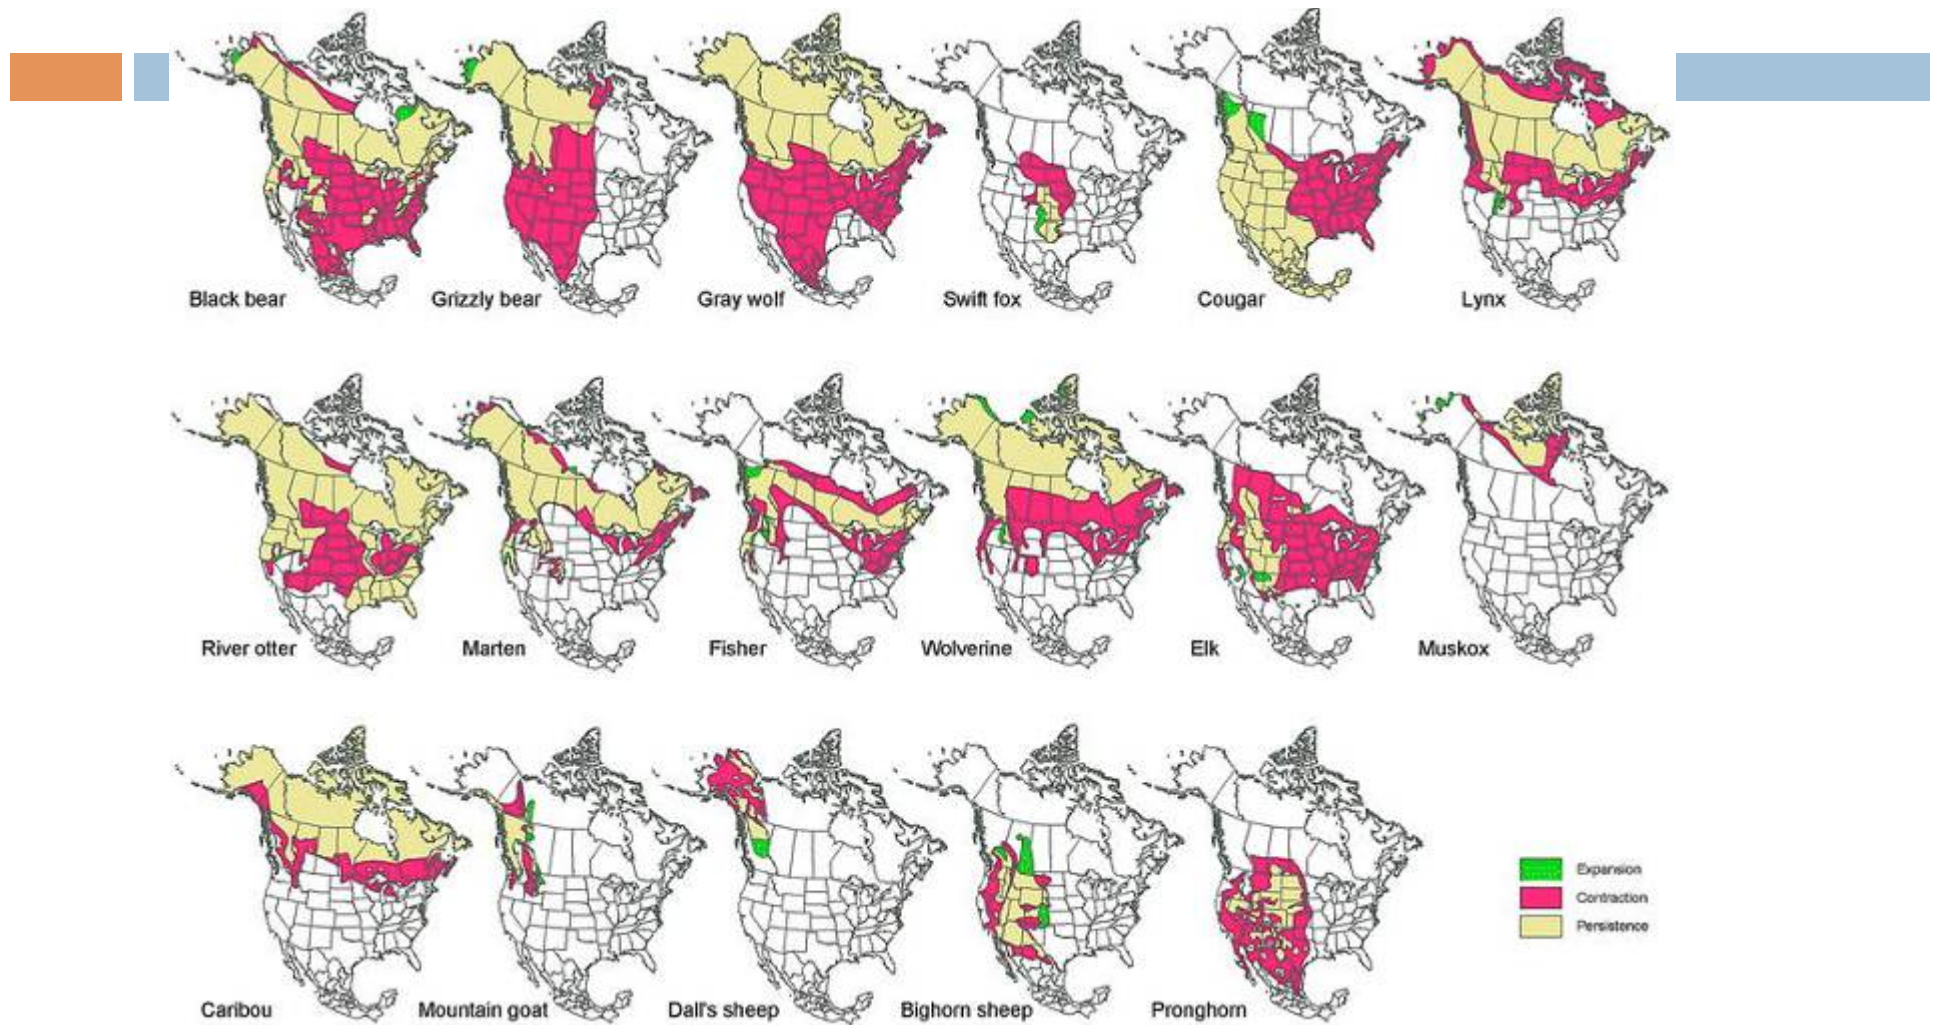 Black bear
Grizzly bear
Gray wolf
Swift fox
Cougar
Lynx
River otter
Marten
Fisher
Wolverine
Elk
Muskox
Expansion
Contraction
Persistence
Caribou
Mountain goat
Dall's sheep
Bighorn sheep
Pronghorn